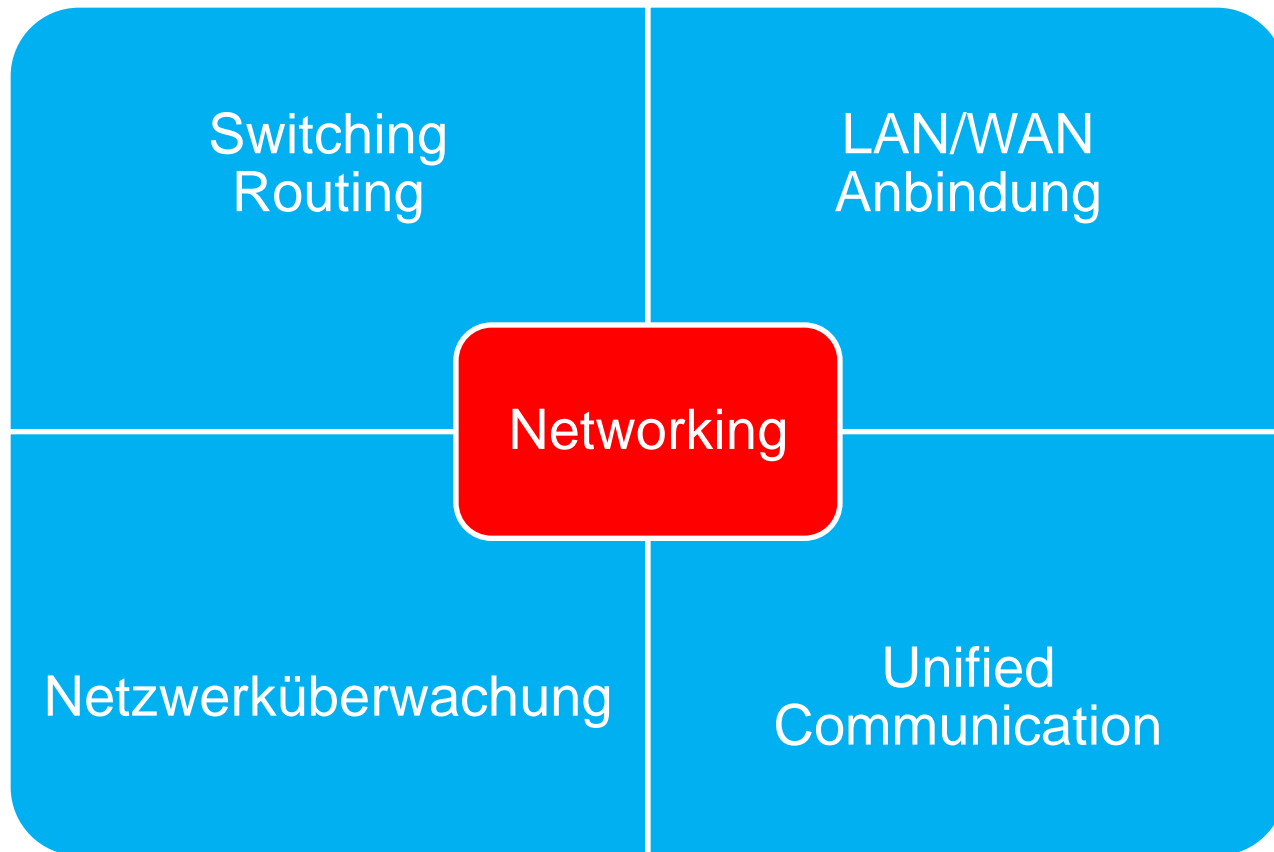 Switching
Routing
LAN/WAN
Anbindung
Networking
Netzwerküberwachung
Unified
Communication